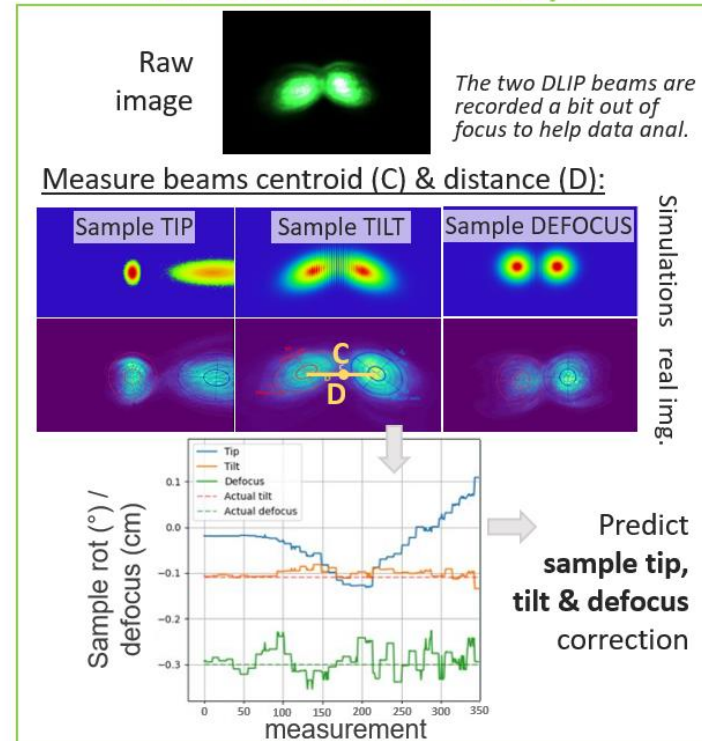 Raw
image
The two DLIP beams are
recorded a bit out of
focus to help data anal.
Measure beams centroid (C) & distance (D):
Sample TIP
Sample TILT
Sample DEFOCUS
Simulations
real img.
C
D
Tip
Tilt
Defocus
Actual tilt
Actual defocus
Sample rot (°) /
defocus (cm)
0.1
0.0
−0.1
−0.2
−0.3
0
50
100
150
200
250
300
350
measurement
Predict
sample tip,
tilt & defocus
correction